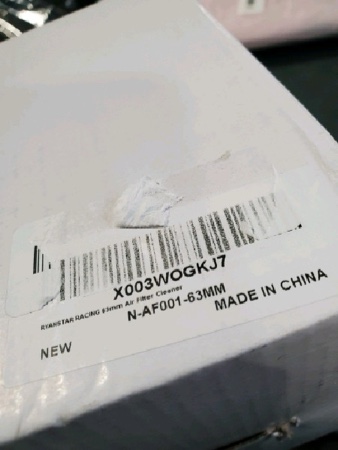 X003WOGKJ7
RYANSTAR RACING 63mm Air Filter Cleaner
N-AF001-63MM
NEW
MADE IN CHINA